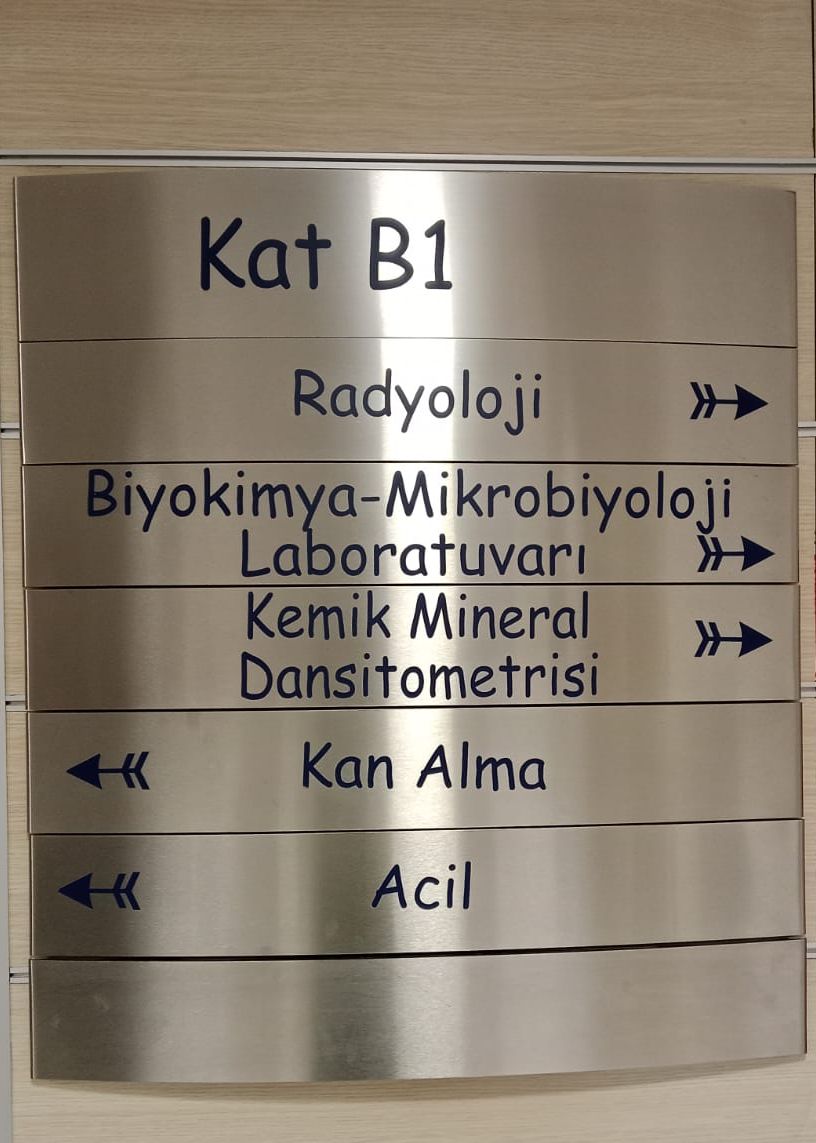 Kat B1
Radyoloji
Biyokimya-Mikrobiyoloji
Laboratuvarı
Kemik Mineral
Dansitometrisi
Kan Alma
Acil